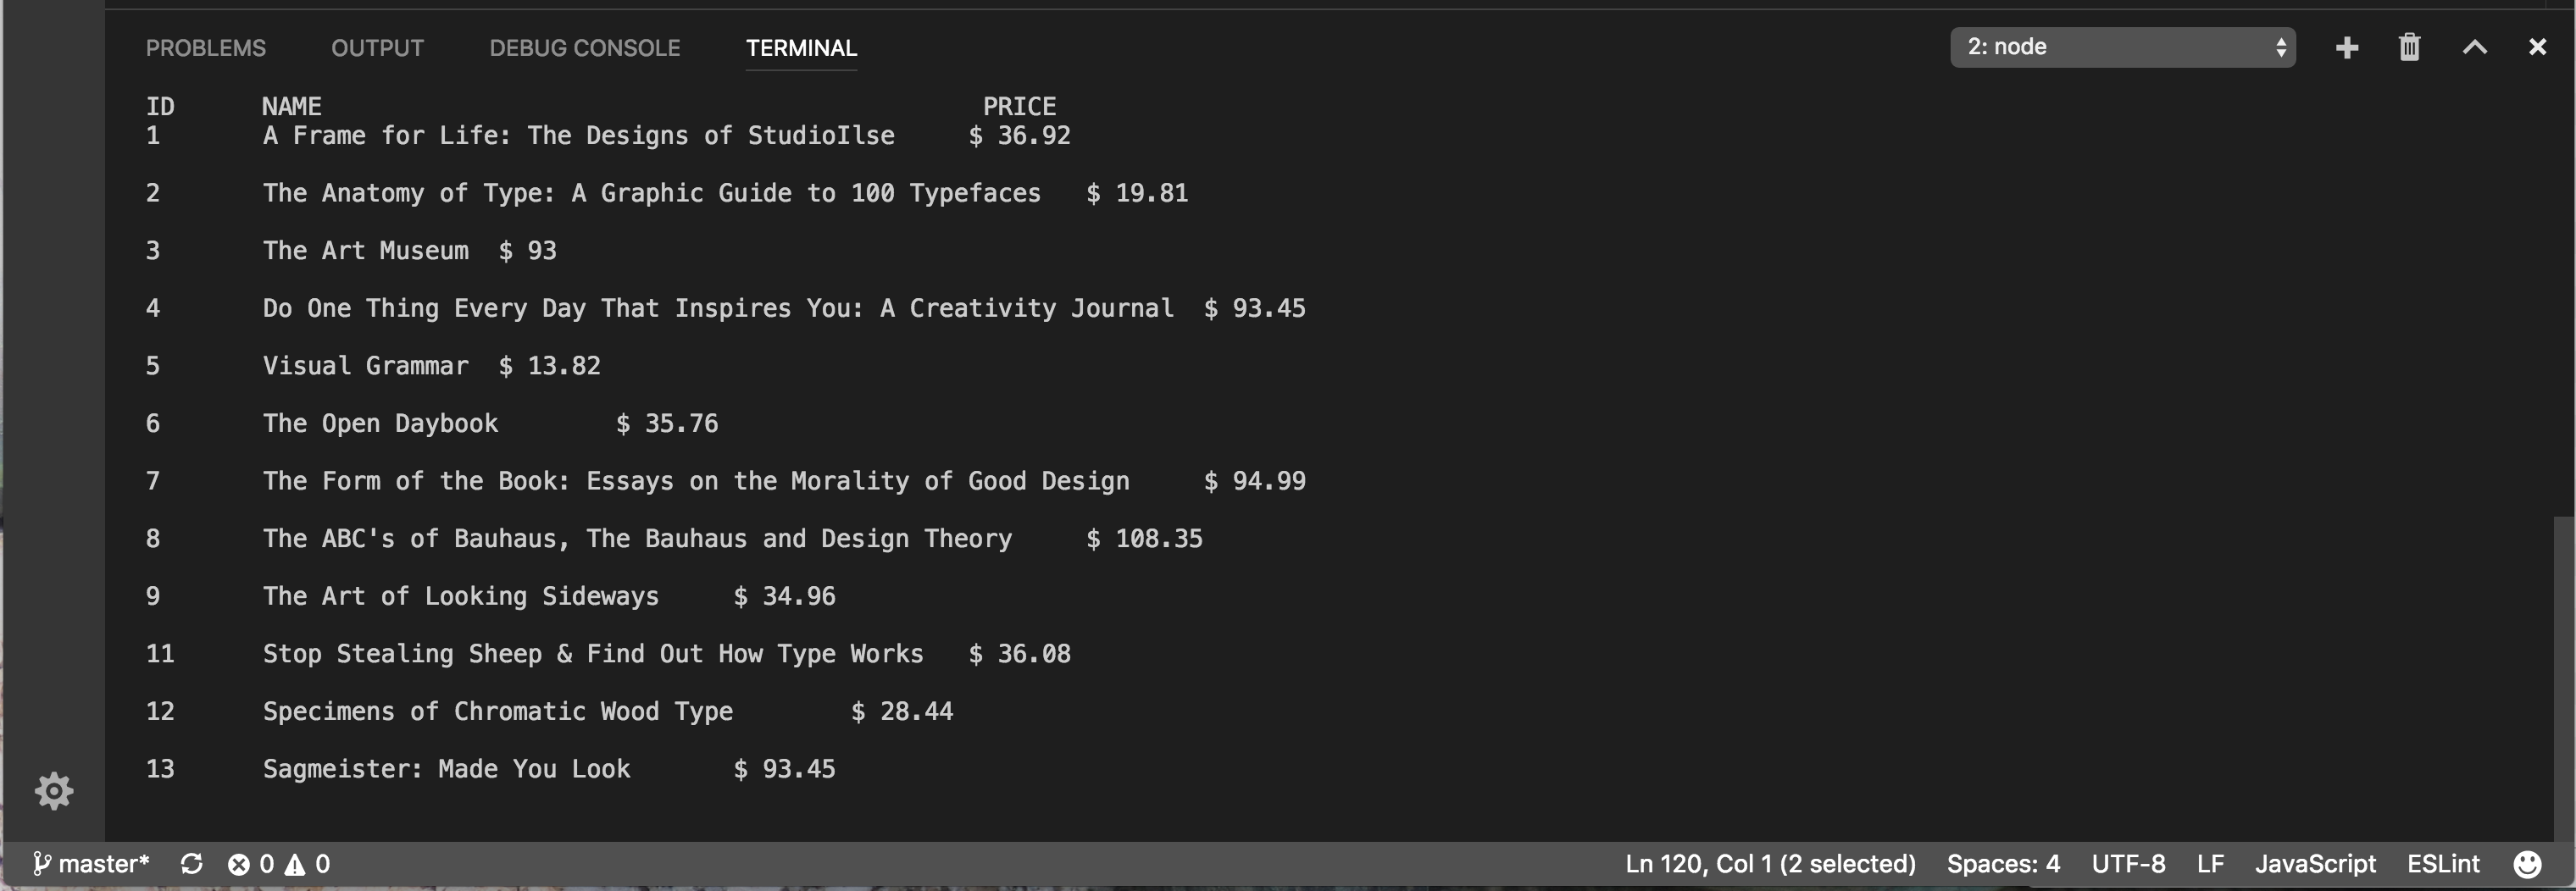 PROBLEMS OUTPUT DEBUG CONSOLE TERMINAL 2: node
ID NAME PRICE
1 A Frame for Life: The Designs of StudioIlse $ 36.92
2 The Anatomy of Type: A Graphic Guide to 100 Typefaces $ 19.81
3 The Art Museum $ 93
4 Do One Thing Every Day That Inspires You: A Creativity Journal $ 93.45
5 Visual Grammar $ 13.82
6 The Open Daybook $ 35.76
7 The Form of the Book: Essays on the Morality of Good Design $ 94.99
8 The ABC's of Bauhaus, The Bauhaus and Design Theory $ 108.35
9 The Art of Looking Sideways $ 34.96
11 Stop Stealing Sheep & Find Out How Type Works $ 36.08
12 Specimens of Chromatic Wood Type $ 28.44
13 Sagmeister: Made You Look $ 93.45
master* 0 0 Ln 120, Col 1 (2 selected) Spaces: 4 UTF-8 LF JavaScript ESLint